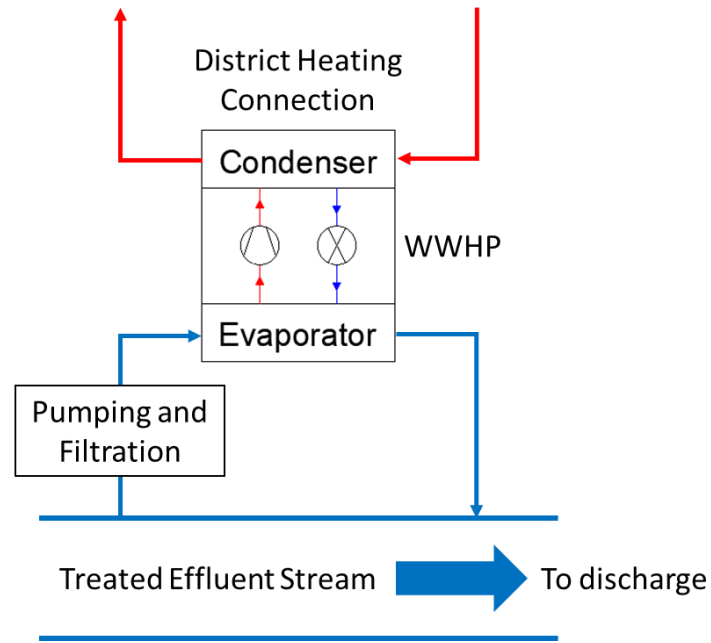 District Heating
Connection
Condenser
WWHP
Evaporator
Pumping and
Filtration
Treated Effluent Stream
To discharge